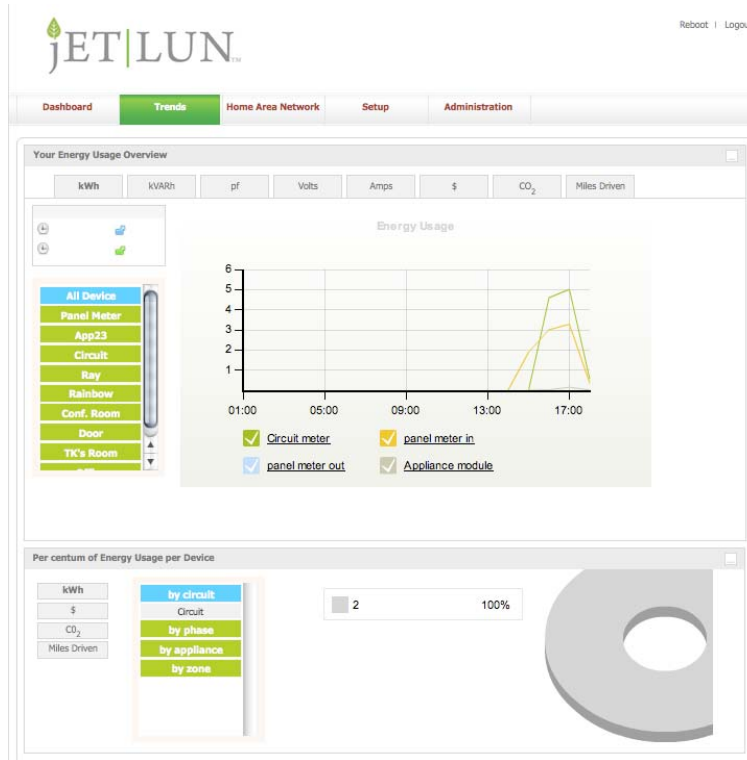 Reboot | Logou
jET|LUN™
Dashboard Trends Home Area Network Setup Administration
Your Energy Usage Overview
kWh kVARh pf Volts Amps $ CO2 Miles Driven
Energy Usage
All Device
Panel Meter
App23
Circuit
Ray
Rainbow
Conf. Room
Door
TK's Room
6
5
4
3
2
1
01:00 05:00 09:00 13:00 17:00
Circuit meter panel meter in
panel meter out Appliance module
Per centum of Energy Usage per Device
kWh
$
C02
Miles Driven
by circuit
Circuit
by phase
by appliance
by zone
2 100%